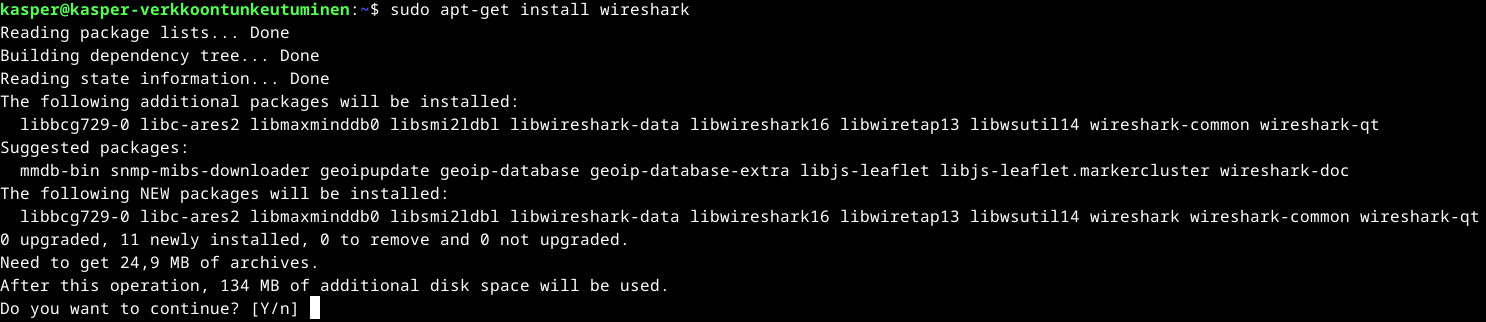 kasper@kasper-verkkoontunkeutuminen:~$ sudo apt-get install wireshark
Reading package lists... Done
Building dependency tree... Done
Reading state information... Done
The following additional packages will be installed:
  libbcg729-0 libc-ares2 libmaxminddb0 libsmi2ldbl libwireshark-data libwireshark16 libwiretap13 libwsutil14 wireshark-common wireshark-qt
Suggested packages:
  mmdb-bin snmp-mibs-downloader geoipupdate geoip-database geoip-database-extra libjs-leaflet libjs-leaflet.markercluster wireshark-doc
The following NEW packages will be installed:
  libbcg729-0 libc-ares2 libmaxminddb0 libsmi2ldbl libwireshark-data libwireshark16 libwiretap13 libwsutil14 wireshark wireshark-common wireshark-qt
0 upgraded, 11 newly installed, 0 to remove and 0 not upgraded.
Need to get 24,9 MB of archives.
After this operation, 134 MB of additional disk space will be used.
Do you want to continue? [Y/n]